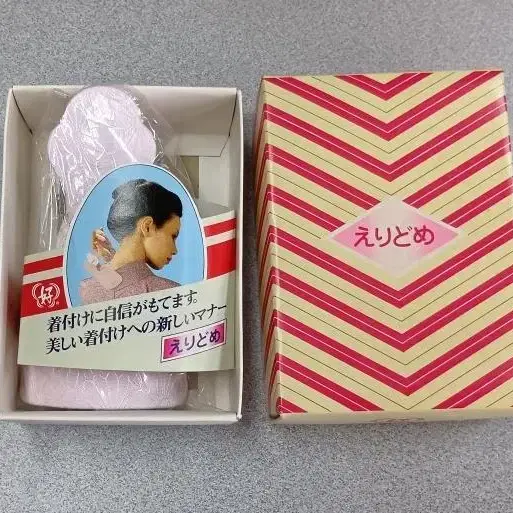 好
着付けに自信がもてます。
美しい着付けへの新しいマナー
えりどめ
えりどめ